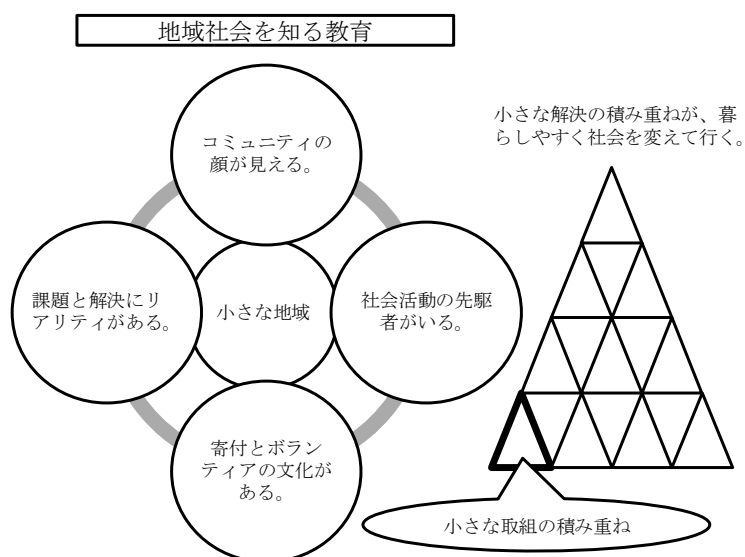 地域社会を知る教育
コミュニティの
顔が見える。
小さな解決の積み重ねが、暮
らしやすく社会を変えて行く。
課題と解決にリ
アリティがある。
小さな地域
社会活動の先駆
者がいる。
寄付とボラン
ティアの文化が
ある。
小さな取組の積み重ね